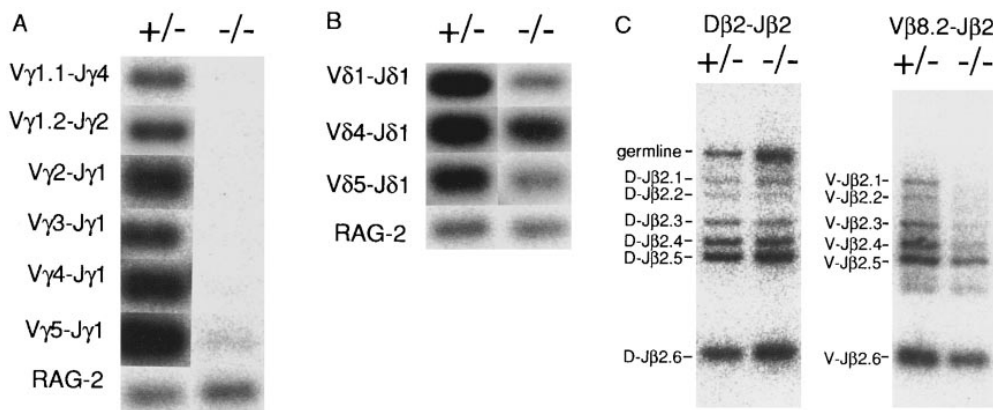 A
+/- -/-
Vγ1.1-Jγ4
Vγ1.2-Jγ2
Vγ2-Jγ1
Vγ3-Jγ1
Vγ4-Jγ1
Vγ5-Jγ1
RAG-2
B
+/- -/-
Vδ1-Jδ1
Vδ4-Jδ1
Vδ5-Jδ1
RAG-2
C
Dβ2-Jβ2
+/- -/-
germline
D-Jβ2.1
D-Jβ2.2
D-Jβ2.3
D-Jβ2.4
D-Jβ2.5
D-Jβ2.6
Vβ8.2-Jβ2
+/- -/-
V-Jβ2.1
V-Jβ2.2
V-Jβ2.3
V-Jβ2.4
V-Jβ2.5
V-Jβ2.6